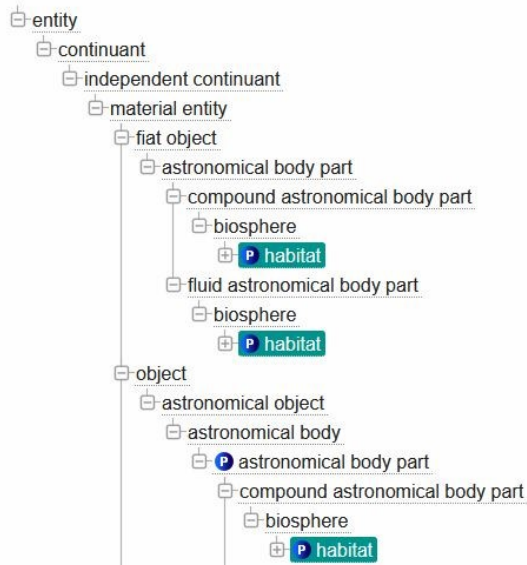 entity
continuant
independent continuant
material entity
fiat object
astronomical body part
compound astronomical body part
biosphere
P habitat
fluid astronomical body part
biosphere
P habitat
object
astronomical object
astronomical body
P astronomical body part
compound astronomical body part
biosphere
P habitat